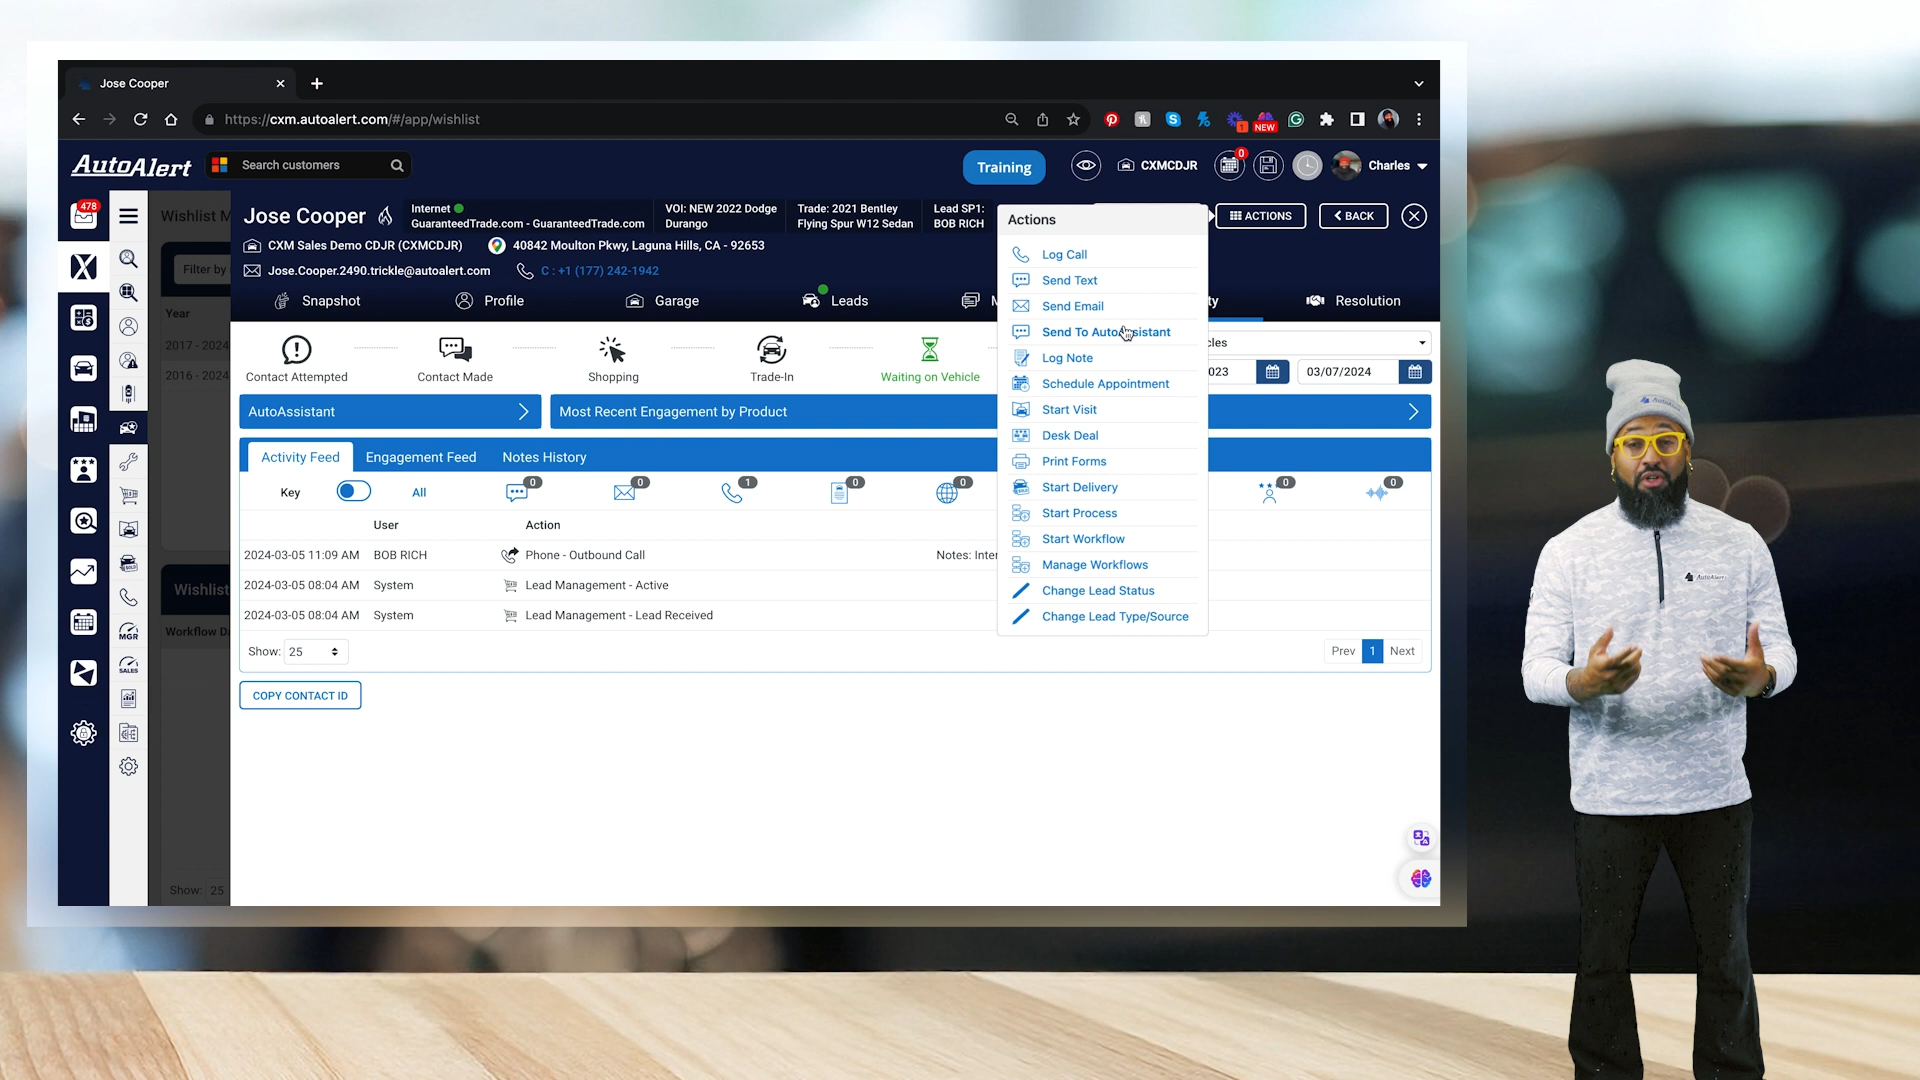 Jose Cooper
https://cxm.autoalert.com/#/app/wishlist
1
NEW
AutoAlert
Search customers
Training
CXMCDJR
0
Charles
478
Wishlist M
Jose Cooper
Internet
GuaranteedTrade.com - GuaranteedTrade.com
VOI: NEW 2022 Dodge
Durango
Trade: 2021 Bentley
Flying Spur W12 Sedan
Lead SP1:
BOB RICH
ACTIONS
BACK
CXM Sales Demo CDJR (CXMCDJR)
40842 Moulton Pkwy, Laguna Hills, CA - 92653
Jose.Cooper.2490.trickle@autoalert.com
C : +1 (177) 242-1942
Snapshot
Profile
Garage
Leads
M
ty
Resolution
Filter by
Year
2017 - 2024
2016 - 2024
Actions
Log Call
Send Text
Send Email
Send To AutoAssistant
Log Note
Schedule Appointment
Start Visit
Desk Deal
Print Forms
Start Delivery
Start Process
Start Workflow
Manage Workflows
Change Lead Status
Change Lead Type/Source
Contact Attempted
Contact Made
Shopping
Trade-In
Waiting on Vehicle
cles
023
03/07/2024
AutoAssistant
Most Recent Engagement by Product
Activity Feed
Engagement Feed
Notes History
Key
All
0
0
1
0
0
0
0
User
Action
2024-03-05 11:09 AM BOB RICH Phone - Outbound Call Notes: Inter
2024-03-05 08:04 AM System Lead Management - Active
2024-03-05 08:04 AM System Lead Management - Lead Received
Show: 25
Prev 1 Next
COPY CONTACT ID
Wishlist
Workflow Da
MGR
SALES
SOLD
Show: 25
AutoAlert
AutoAlert